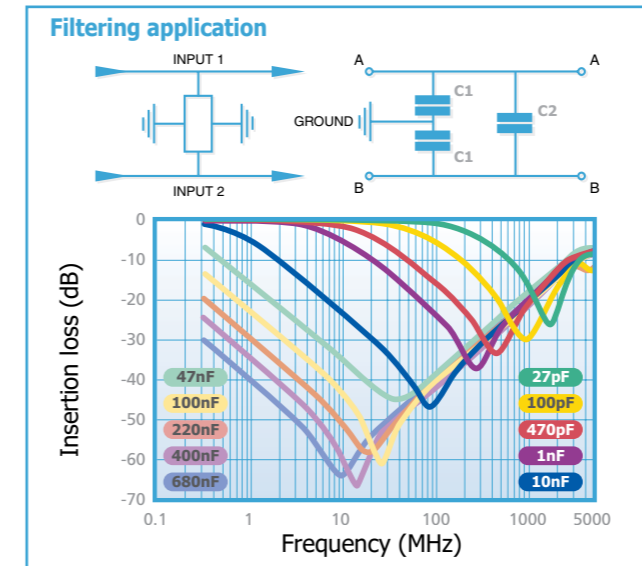 Filtering application
INPUT 1
INPUT 2
A A
C1
C2
GROUND
C1
B B
Insertion loss (dB)
0
-10
-20
-30
-40
-50
-60
-70
47nF
100nF
220nF
400nF
680nF
27pF
100pF
470pF
1nF
10nF
0.1 1 10 100 1000 5000
Frequency (MHz)